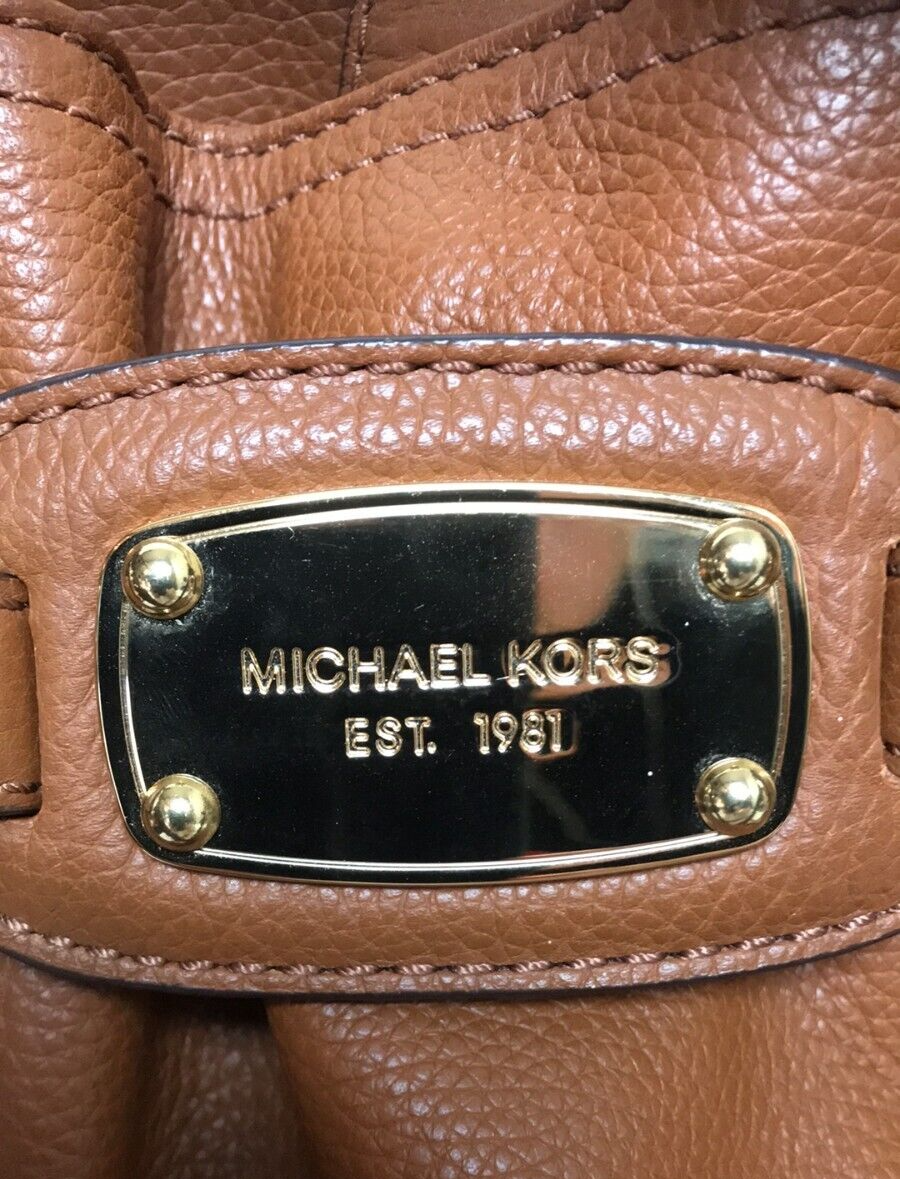 MICHAEL KORS
EST. 1981